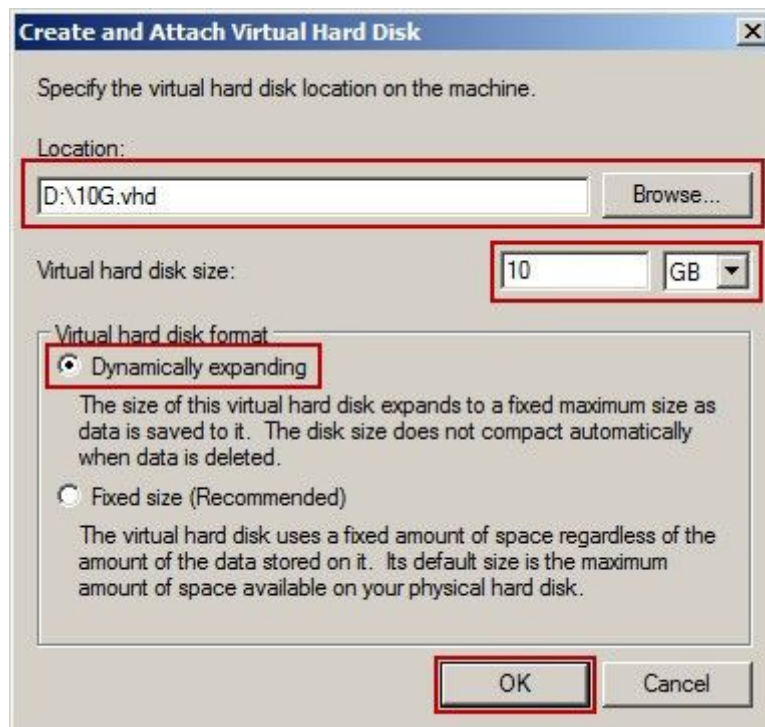 Create and Attach Virtual Hard Disk
Specify the virtual hard disk location on the machine.
Location:
D:\10G.vhd Browse...
Virtual hard disk size: 10 GB
Virtual hard disk format
Dynamically expanding
The size of this virtual hard disk expands to a fixed maximum size as
data is saved to it. The disk size does not compact automatically
when data is deleted.
Fixed size (Recommended)
The virtual hard disk uses a fixed amount of space regardless of the
amount of the data stored on it. Its default size is the maximum
amount of space available on your physical hard disk.
OK Cancel